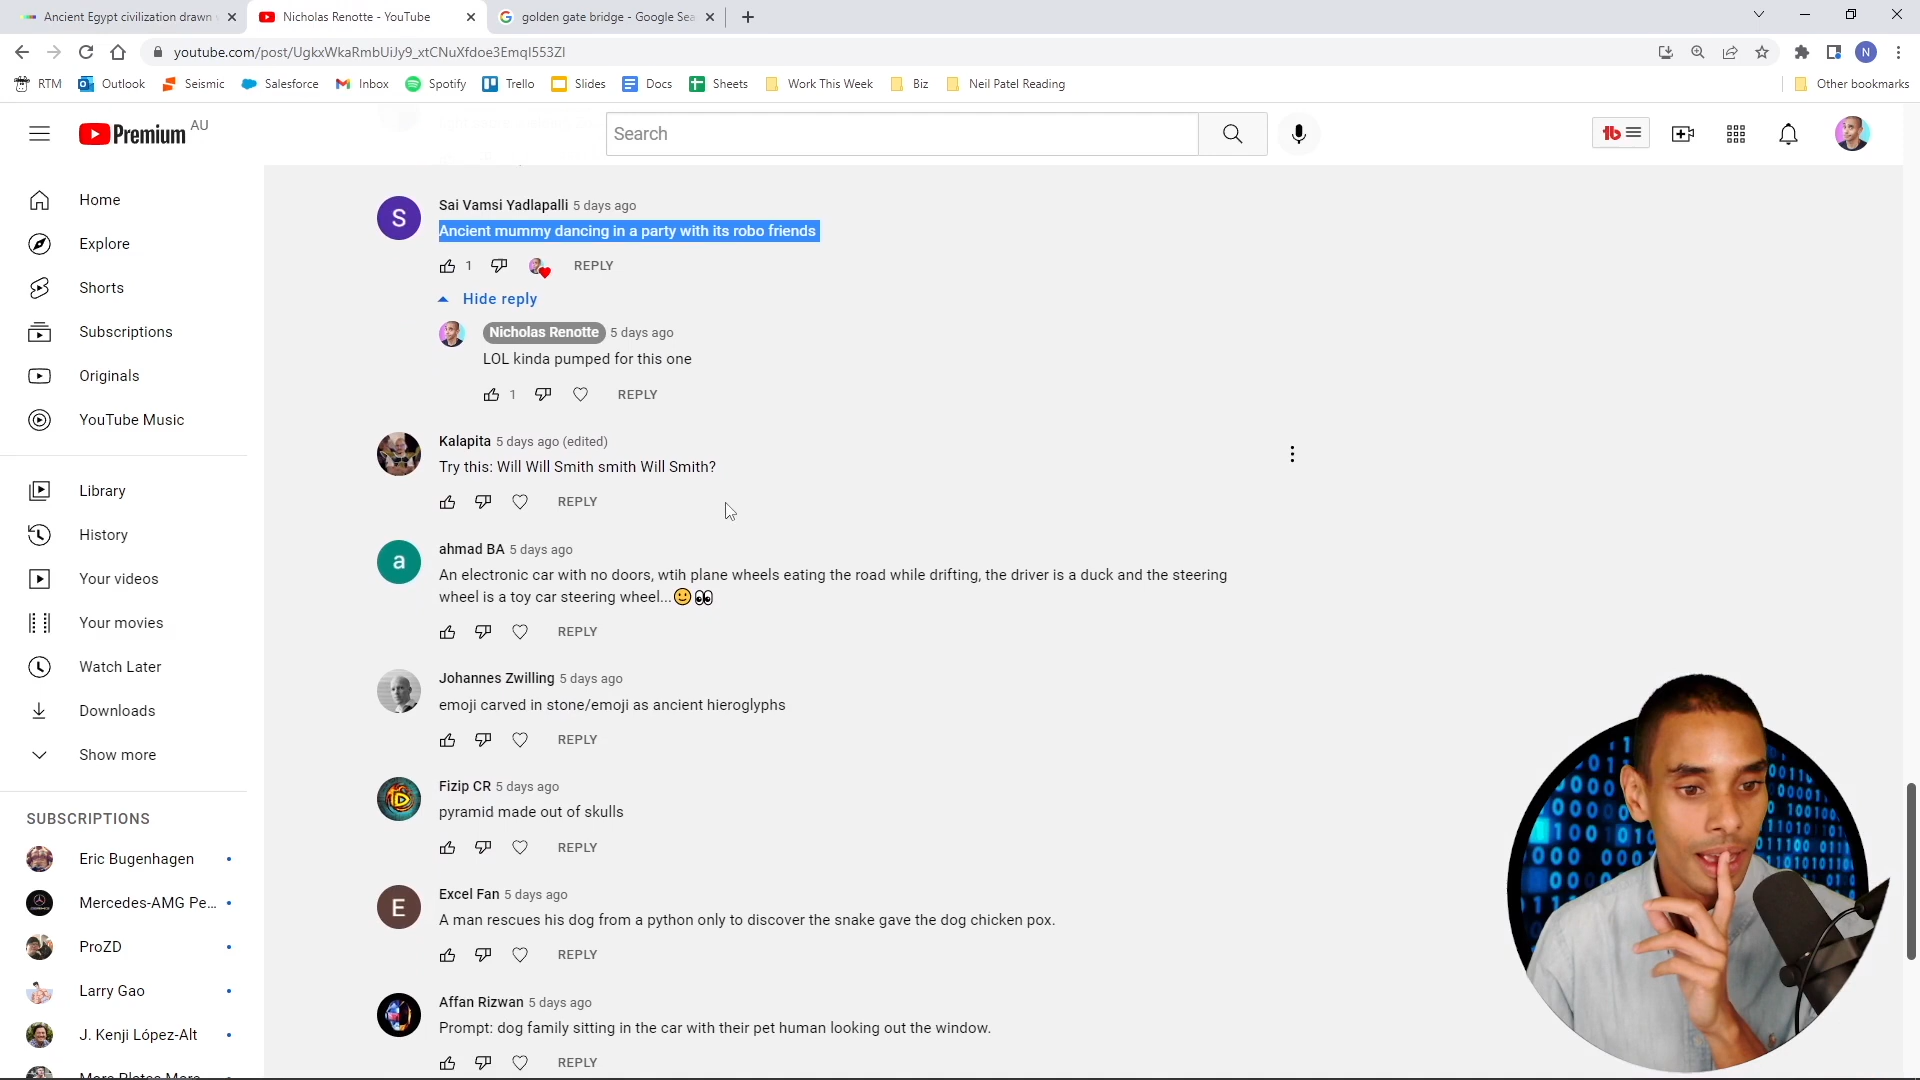 Ancient Egypt civilization drawn
Nicholas Renotte - YouTube
golden gate bridge - Google Sea
youtube.com/post/UgkxWkaRmbUiJy9_xtCNuXfdoe3EmqI553ZI
N
RTM
Outlook
Seismic
Salesforce
Inbox
Spotify
Trello
Slides
Docs
Sheets
Work This Week
Biz
Neil Patel Reading
Other bookmarks
Premium AU
Search
Home
Explore
Shorts
Subscriptions
Originals
YouTube Music
Library
History
Your videos
Your movies
Watch Later
Downloads
Show more
SUBSCRIPTIONS
Eric Bugenhagen
Mercedes-AMG Pe...
ProZD
Larry Gao
J. Kenji López-Alt
S
Sai Vamsi Yadlapalli 5 days ago
Ancient mummy dancing in a party with its robo friends
1 REPLY
Hide reply
Nicholas Renotte 5 days ago
LOL kinda pumped for this one
1 REPLY
Kalapita 5 days ago (edited)
Try this: Will Will Smith smith Will Smith?
REPLY
a
ahmad BA 5 days ago
An electronic car with no doors, wtih plane wheels eating the road while drifting, the driver is a duck and the steering
wheel is a toy car steering wheel...🙂👀
REPLY
Johannes Zwilling 5 days ago
emoji carved in stone/emoji as ancient hieroglyphs
REPLY
Fizip CR 5 days ago
pyramid made out of skulls
REPLY
E
Excel Fan 5 days ago
A man rescues his dog from a python only to discover the snake gave the dog chicken pox.
REPLY
Affan Rizwan 5 days ago
Prompt: dog family sitting in the car with their pet human looking out the window.
REPLY